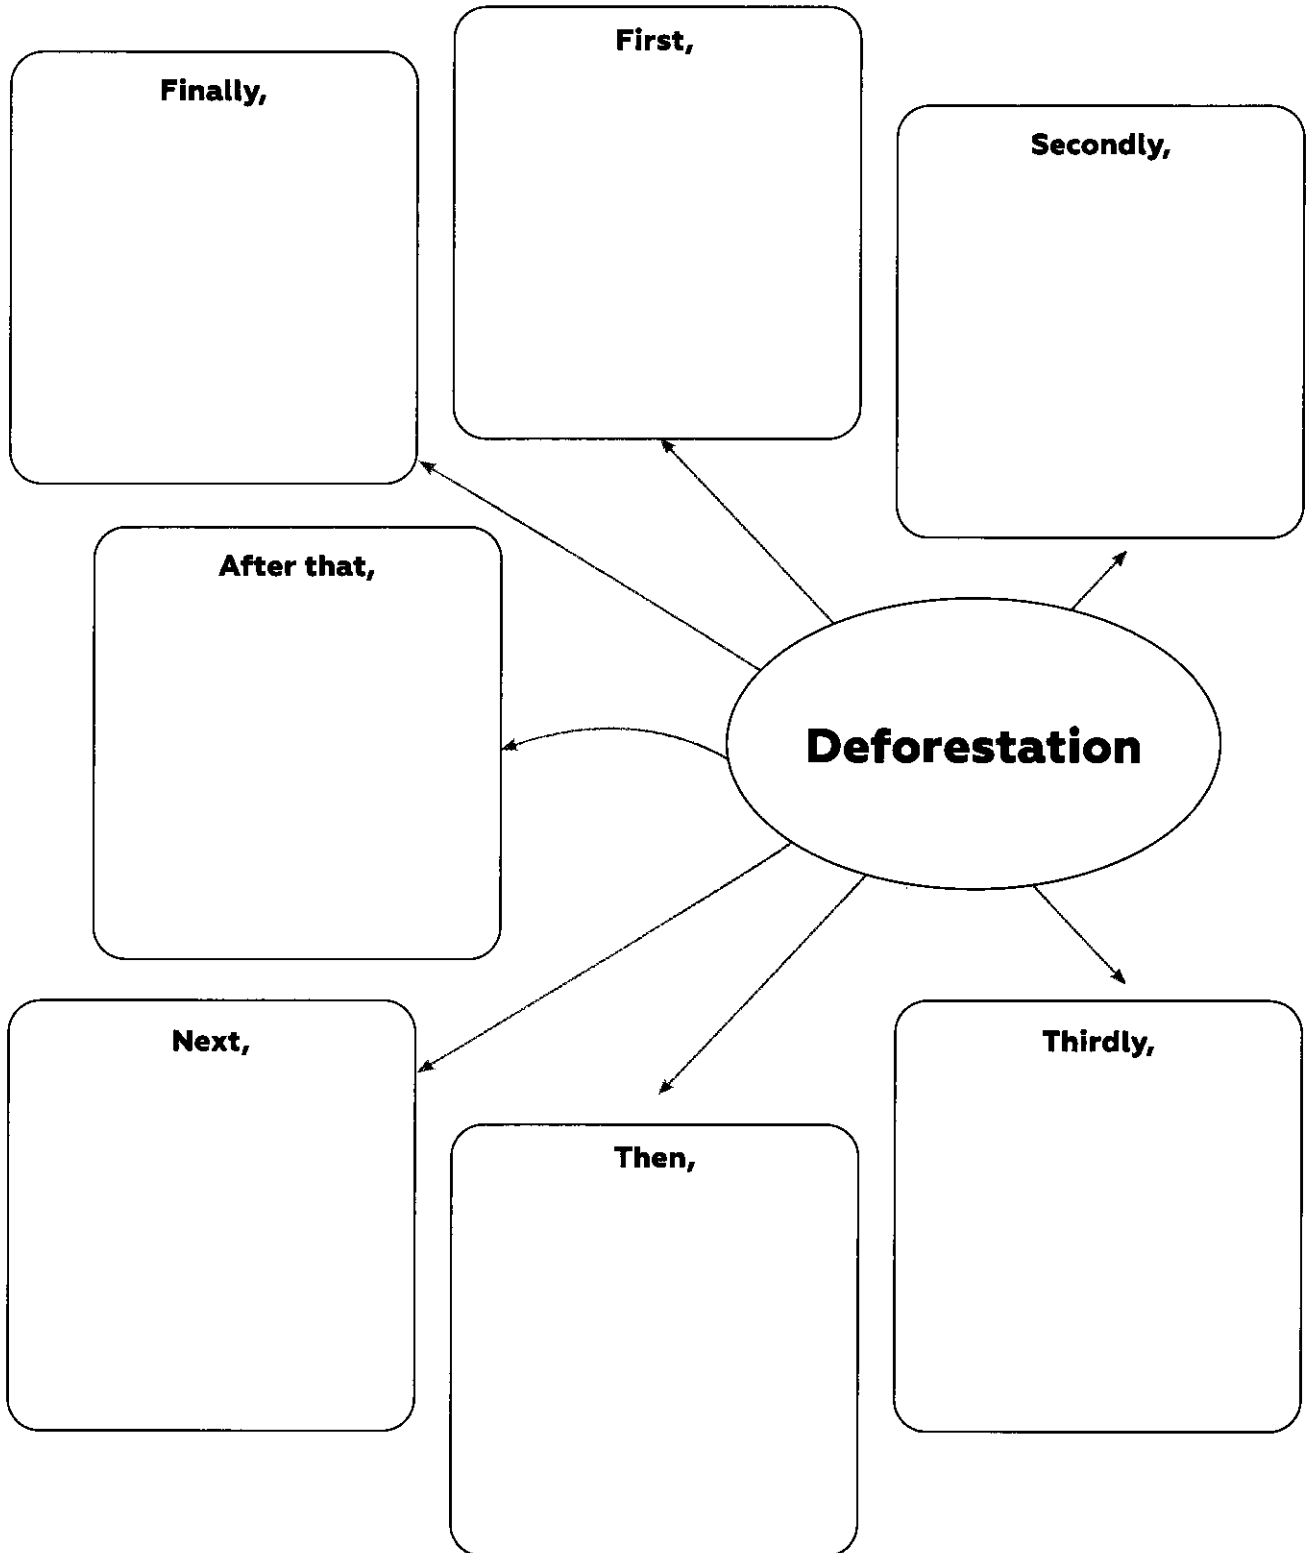 First,
Finally,
Secondly,
After that,
Deforestation
Next,
Thirdly,
Then,